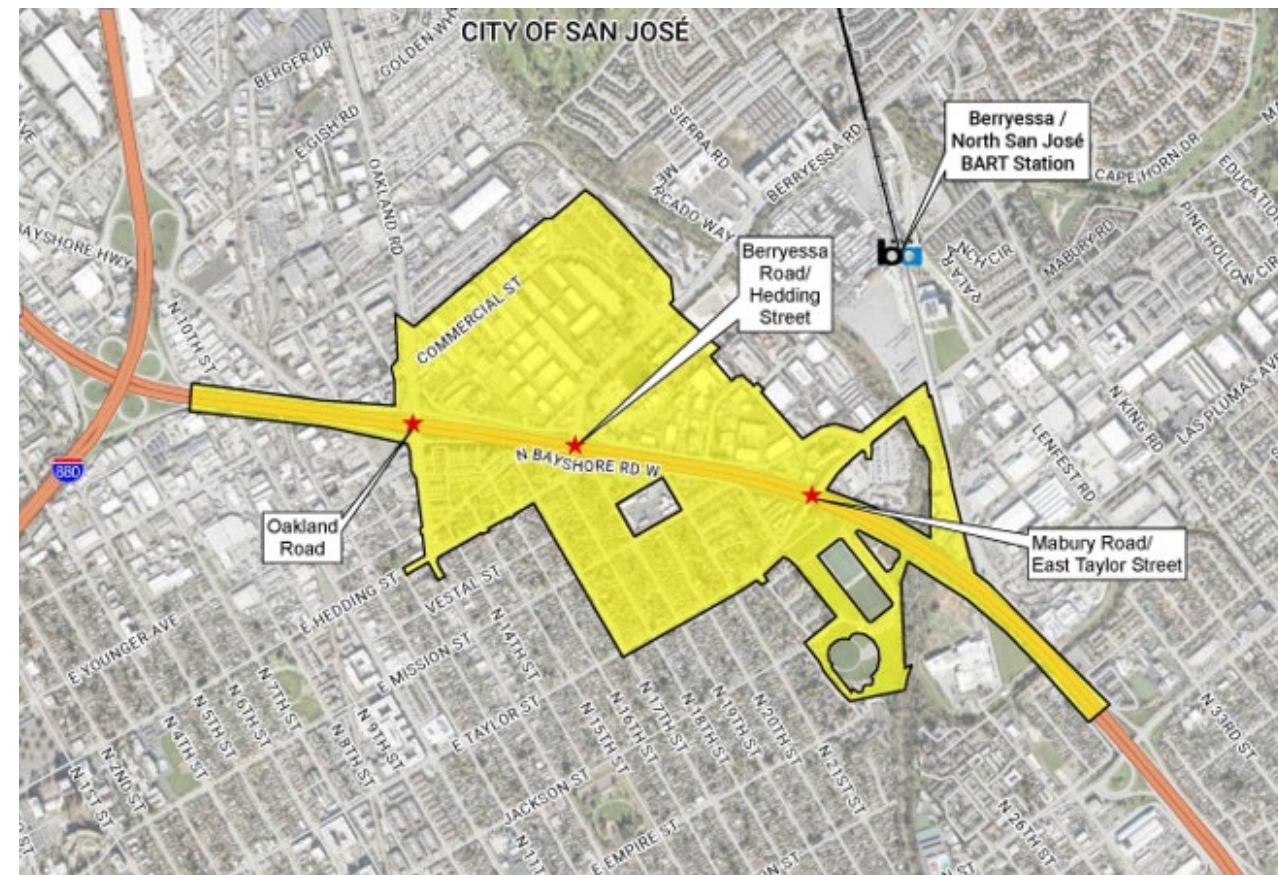 CITY OF SAN JOSÉ
BERGER DR
E GISH RD
OAKLAND RD
SIERRA RD
BERRYESSA RD
MERCADO WAY
Berryessa /
North San José
BART Station
CAPE HORN DR
MABURY RD
PINE HOLLOW CIR
ba
Berryessa
Road/
Hedding
Street
COMMERCIAL ST
N 10TH ST
N KING RD
LAS PLUMAS AVE
LENFEST RD
880
N BAYSHORE RD W
Oakland
Road
Mabury Road/
East Taylor Street
E HEDDING ST
VESTAL ST
E YOUNGER AVE
E MISSION ST
N 14TH ST
E TAYLOR ST
N 7TH ST
N 6TH ST
N 5TH ST
N 4TH ST
N 9TH ST
N 8TH ST
N 2ND ST
N 1ST ST
N 15TH ST
N 16TH ST
N 17TH ST
N 18TH ST
N 19TH ST
N 20TH ST
N 21ST ST
JACKSON ST
E EMPIRE ST
N 26TH ST
N 33RD ST